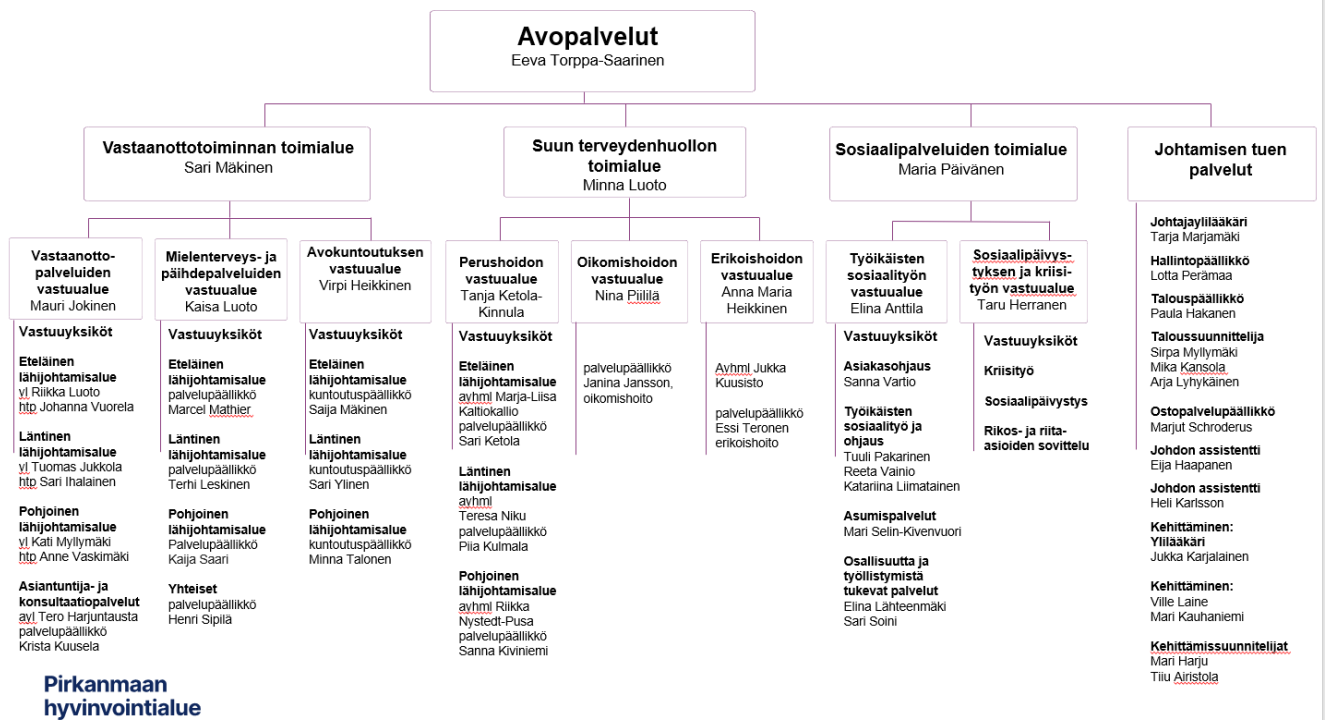 Avopalvelut
Eeva Torppa-Saarinen
Vastaanottotoiminnan toimialue
Sari Mäkinen
Suun terveydenhuollon
toimialue
Minna Luoto
Sosiaalipalveluiden toimialue
Maria Päivänen
Johtamisen tuen
palvelut
Vastaanotto-
palveluiden
vastuualue
Mauri Jokinen
Vastuuyksiköt
Eteläinen
lähijohtamisalue
yl Riikka Luoto
htp Johanna Vuorela
Läntinen
lähijohtamisalue
yl Tuomas Jukkola
htp Sari Ihalainen
Pohjoinen
lähijohtamisalue
yl Kati Myllymäki
htp Anne Vaskimäki
Asiantuntija- ja
konsultaatiopalvelut
ayl Tero Harjuntausta
palvelupäällikkö
Krista Kuusela
Mielenterveys- ja
päihdepalveluiden
vastuualue
Kaisa Luoto
Vastuuyksiköt
Eteläinen
lähijohtamisalue
palvelupäällikkö
Marcel Mathier
Läntinen
lähijohtamisalue
palvelupäällikkö
Terhi Leskinen
Pohjoinen
lähijohtamisalue
Palvelupäällikkö
Kaija Saari
Yhteiset
palvelupäällikkö
Henri Sipilä
Avokuntoutuksen
vastuualue
Virpi Heikkinen
Vastuuyksiköt
Eteläinen
lähijohtamisalue
kuntoutuspäällikkö
Saija Mäkinen
Läntinen
lähijohtamisalue
kuntoutuspäällikkö
Sari Ylinen
Pohjoinen
lähijohtamisalue
kuntoutuspäällikkö
Minna Talonen
Perushoidon
vastuualue
Tanja Ketola-
Kinnula
Vastuuyksiköt
Eteläinen
lähijohtamisalue
ayhml Marja-Liisa
Kaltiokallio
palvelupäällikkö
Sari Ketola
Läntinen
lähijohtamisalue
ayhml
Teresa Niku
palvelupäällikkö
Piia Kulmala
Pohjoinen
lähijohtamisalue
ayhml Riikka
Nystedt-Pusa
palvelupäällikkö
Sanna Kiviniemi
Oikomishoidon
vastuualue
Nina Piililä
palvelupäällikkö
Janina Jansson,
oikomishoito
Erikoishoidon
vastuualue
Anna Maria
Heikkinen
Ayhml Jukka
Kuusisto
palvelupäällikkö
Essi Teronen
erikoishoito
Työikäisten
sosiaalityön
vastuualue
Elina Anttila
Vastuuyksiköt
Asiakasohjaus
Sanna Vartio
Työikäisten
sosiaalityö ja
ohjaus
Tuuli Pakarinen
Reeta Vainio
Katariina Liimatainen
Asumispalvelut
Mari Selin-Kivenvuori
Osallisuutta ja
työllistymistä
tukevat palvelut
Elina Lähteenmäki
Sari Soini
Sosiaalipäivys-
tyksen ja kriisi-
työn vastuualue
Taru Herranen
Vastuuyksiköt
Kriisityö
Sosiaalipäivystys
Rikos- ja riita-
asioiden sovittelu
Johtajaylilääkäri
Tarja Marjamäki
Hallintopäällikkö
Lotta Perämaa
Talouspäällikkö
Paula Hakanen
Taloussuunnittelija
Sirpa Myllymäki
Mika Kansola
Arja Lyhykäinen
Ostopalvelupäällikkö
Marjut Schroderus
Johdon assistentti
Eija Haapanen
Johdon assistentti
Heli Karlsson
Kehittäminen:
Ylilääkäri
Jukka Karjalainen
Kehittäminen:
Ville Laine
Mari Kauhaniemi
Kehittämissuunnitelijat
Mari Harju
Tiiu Airistola
Pirkanmaan
hyvinvointialue